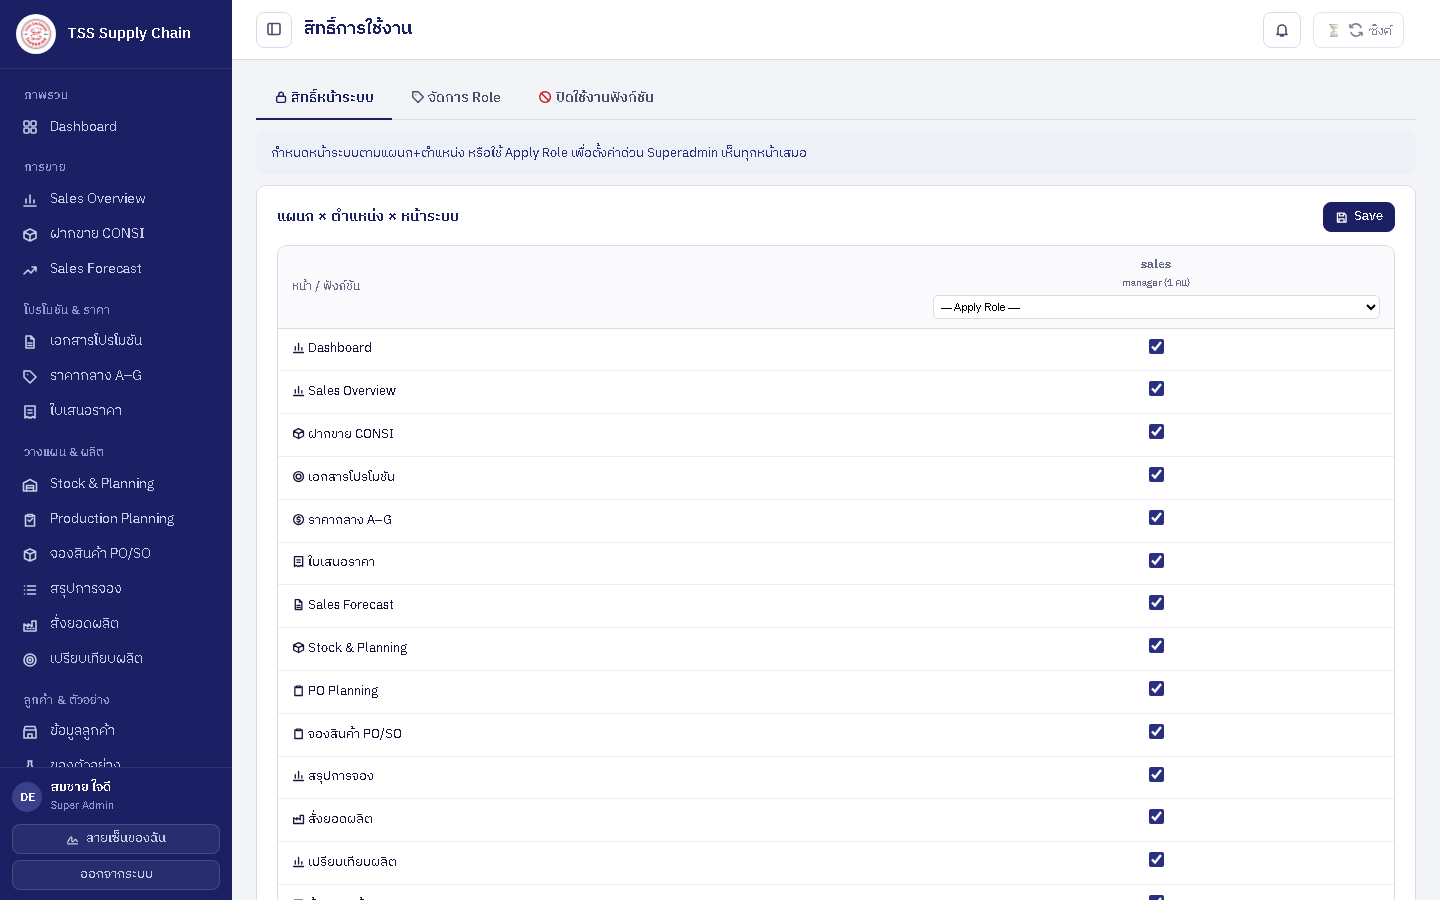 TSS Supply Chain
ภาพรวม
Dashboard
การขาย
Sales Overview
ฝากขาย CONSI
Sales Forecast
โปรโมชัน & ราคา
เอกสารโปรโมชัน
ราคากลาง A–G
ใบเสนอราคา
วางแผน & ผลิต
Stock & Planning
Production Planning
จองสินค้า PO/SO
สรุปการจอง
สั่งยอดผลิต
เปรียบเทียบผลิต
ลูกค้า & ตัวอย่าง
ข้อมูลลูกค้า
ของตัวอย่าง
DE
สมชาย ใจดี
Super Admin
ลายเซ็นของฉัน
ออกจากระบบ
สิทธิ์การใช้งาน
⏳ ซิงค์
สิทธิ์หน้าระบบ
จัดการ Role
ปิดใช้งานฟังก์ชัน
กำหนดหน้าระบบตามแผนก+ตำแหน่ง หรือใช้ Apply Role เพื่อตั้งค่าด่วน Superadmin เห็นทุกหน้าเสมอ
แผนก × ตำแหน่ง × หน้าระบบ
Save
หน้า / ฟังก์ชัน
sales
manager (1 คน)
— Apply Role —
Dashboard
Sales Overview
ฝากขาย CONSI
เอกสารโปรโมชัน
ราคากลาง A–G
ใบเสนอราคา
Sales Forecast
Stock & Planning
PO Planning
จองสินค้า PO/SO
สรุปการจอง
สั่งยอดผลิต
เปรียบเทียบผลิต